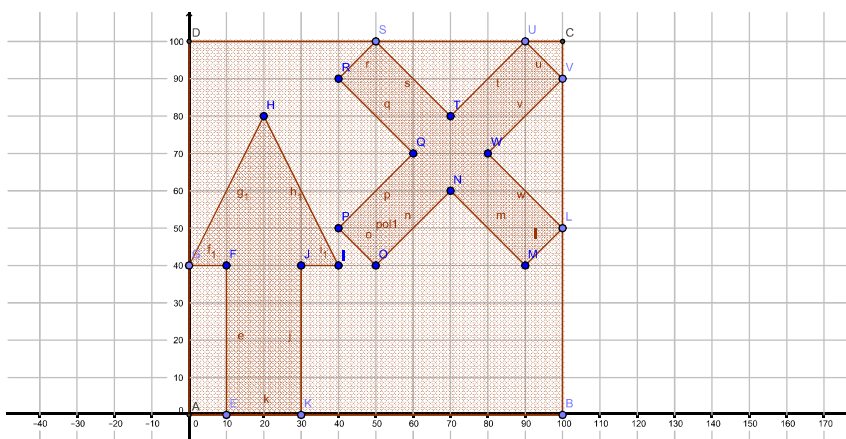 D S U C
100
R r u
90 V
s t
q v
H
80 T
Q W
70
N
60
g₁ h₁ p w
P n m L
50 pol1
o l
f₁ F J i₁ I O M
40
30
e j
20
10
k
0 A E K B
−40 −30 −20 −10 0 10 20 30 40 50 60 70 80 90 100 110 120 130 140 150 160 170